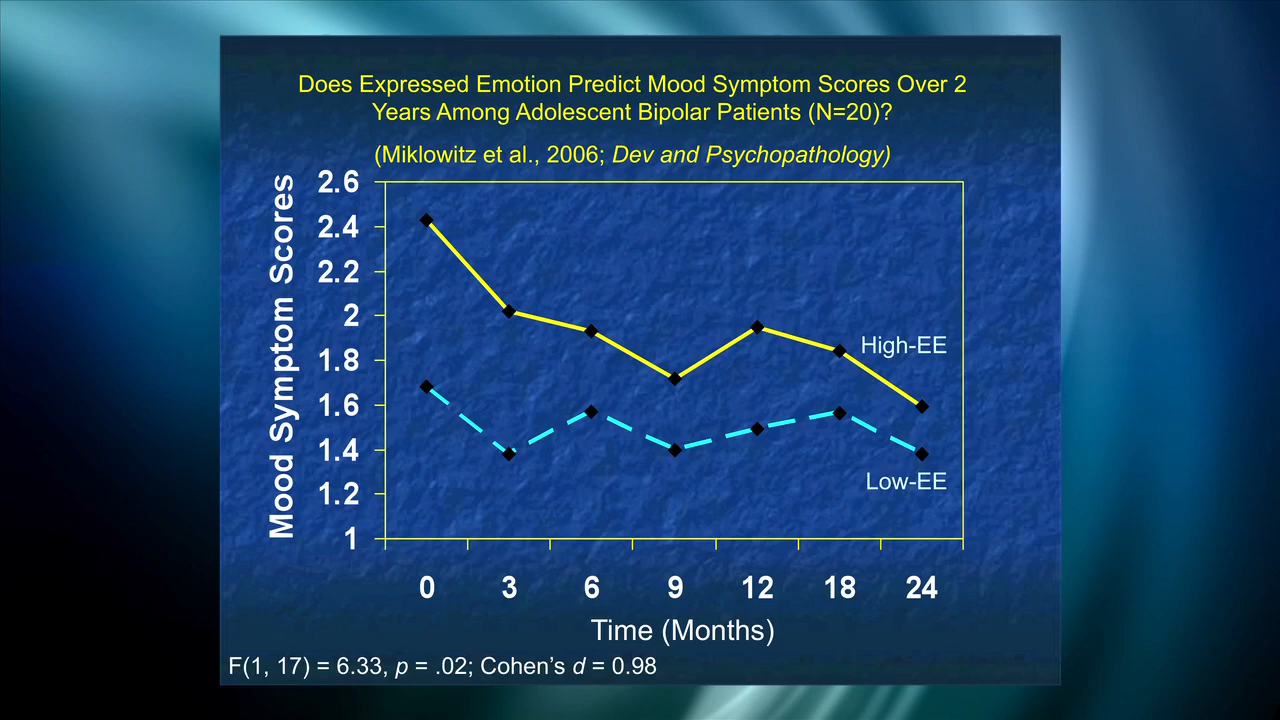 Does Expressed Emotion Predict Mood Symptom Scores Over 2
Years Among Adolescent Bipolar Patients (N=20)?
(Miklowitz et al., 2006; Dev and Psychopathology)
Mood Symptom Scores
2.6
2.4
2.2
2
1.8
1.6
1.4
1.2
1
High-EE
Low-EE
0 3 6 9 12 18 24
Time (Months)
F(1, 17) = 6.33, p = .02; Cohen’s d = 0.98